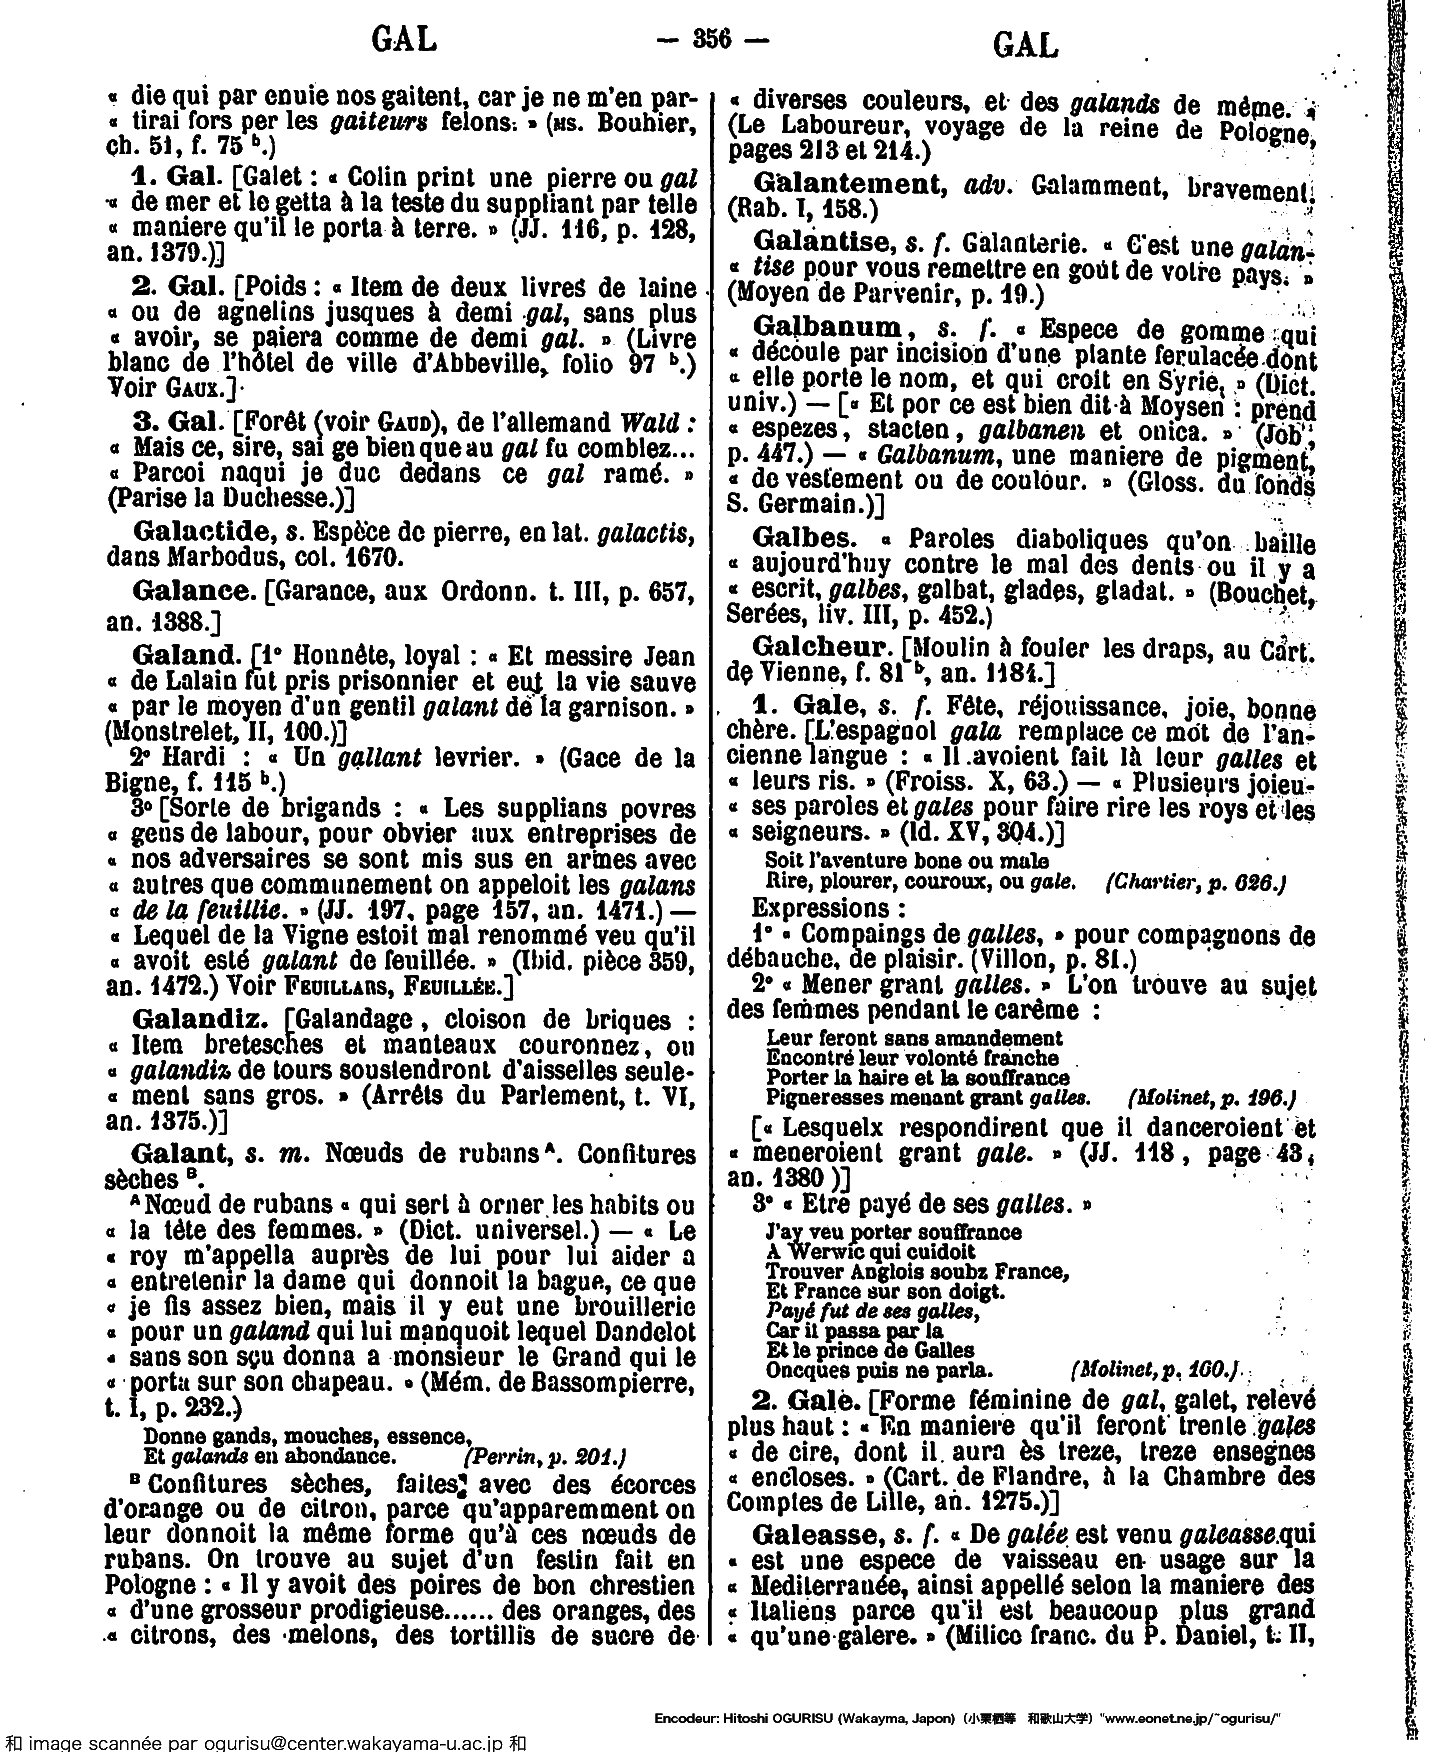 GAL — 356 — GAL
« die qui par enuie nos gaitent, car je ne m'en par-
« tirai fors per les gaiteurs felons. » (MS. Bouhier,
ch. 51, f. 75 b.)
1. Gal. [Galet : « Colin print une pierre ou gal
« de mer et le getta à la teste du suppliant par telle
« maniere qu'il le porta à terre. » (JJ. 116, p. 128,
an. 1379.)]
2. Gal. [Poids : « Item de deux livres de laine
« ou de agnelins jusques à demi gal, sans plus
« avoir, se paiera comme de demi gal. » (Livre
blanc de l'hôtel de ville d'Abbeville, folio 97 b.)
Voir GAUX.]
3. Gal. [Forêt (voir GAUD), de l'allemand Wald :
« Mais ce, sire, sai ge bien que au gal fu comblez...
« Parcoi naqui je duc dedans ce gal ramé. »
(Parise la Duchesse.)]
Galactide, s. Espèce de pierre, en lat. galactis,
dans Marbodus, col. 1670.
Galance. [Garance, aux Ordonn. t. III, p. 657,
an. 1388.]
Galand. [1° Honnête, loyal : « Et messire Jean
« de Lalain fut pris prisonnier et eut la vie sauve
« par le moyen d'un gentil galant de la garnison. »
(Monstrelet, II, 100.)]
2° Hardi : « Un gallant levrier. » (Gace de la
Bigne, f. 115 b.)
3° [Sorte de brigands : « Les supplians povres
« gens de labour, pour obvier aux entreprises de
« nos adversaires se sont mis sus en armes avec
« autres que communement on appeloit les galans
« de la feuillie. » (JJ. 197, page 157, an. 1471.) —
« Lequel de la Vigne estoit mal renommé veu qu'il
« avoit esté galant de feuillée. » (Ibid. pièce 359,
an. 1472.) Voir FEUILLARS, FEUILLÉE.]
Galandiz. [Galandage, cloison de briques :
« Item bretesches et manteaux couronnez, ou
« galandiz de tours soustendront d'aisselles seule-
« ment sans gros. » (Arrêts du Parlement, t. VI,
an. 1375.)]
Galant, s. m. Nœuds de rubans A. Confitures
sèches B.
A Nœud de rubans « qui sert à orner les habits ou
« la tête des femmes. » (Dict. universel.) — « Le
« roy m'appella auprès de lui pour lui aider a
« entretenir la dame qui donnoit la bague, ce que
« je fis assez bien, mais il y eut une brouillerie
« pour un galand qui lui manquoit lequel Dandelot
« sans son sçu donna a monsieur le Grand qui le
« porta sur son chapeau. » (Mém. de Bassompierre,
t. I, p. 232.)
Donne gands, mouches, essence,
Et galands en abondance. (Perrin, p. 201.)
B Confitures sèches, faites avec des écorces
d'orange ou de citron, parce qu'apparemment on
leur donnoit la même forme qu'à ces nœuds de
rubans. On trouve au sujet d'un festin fait en
Pologne : « Il y avoit des poires de bon chrestien
« d'une grosseur prodigieuse...... des oranges, des
« citrons, des melons, des tortillis de sucre de
« diverses couleurs, et des galands de même. »
(Le Laboureur, voyage de la reine de Pologne,
pages 213 et 214.)
Galantement, adv. Galamment, bravement.
(Rab. I, 158.)
Galantise, s. f. Galanterie. « C'est une galan-
« tise pour vous remettre en goût de votre pays. »
(Moyen de Parvenir, p. 19.)
Galbanum, s. f. « Espece de gomme qui
« découle par incision d'une plante ferulacée dont
« elle porte le nom, et qui croit en Syrie. » (Dict.
univ.) — [« Et por ce est bien dit à Moysen : prend
« espezes, stacten, galbanen et onica. » (Job,
p. 447.) — « Galbanum, une maniere de pigment,
« de vestement ou de coulour. » (Gloss. du fonds
S. Germain.)]
Galbes. « Paroles diaboliques qu'on baille
« aujourd'huy contre le mal des dents ou il y a
« escrit, galbes, galbat, glades, gladat. » (Bouchet,
Serées, liv. III, p. 452.)
Galcheur. [Moulin à fouler les draps, au Cart.
de Vienne, f. 81 b, an. 1184.]
1. Gale, s. f. Fête, réjouissance, joie, bonne
chère. [L'espagnol gala remplace ce mot de l'an-
cienne langue : « Il avoient fait là leur galles et
« leurs ris. » (Froiss. X, 63.) — « Plusieurs joieu-
« ses paroles et gales pour faire rire les roys et les
« seigneurs. » (Id. XV, 304.)]
Soit l'aventure bone ou male
Rire, plourer, couroux, ou gale. (Chartier, p. 626.)
Expressions :
1° « Compaings de galles, » pour compagnons de
débauche, de plaisir. (Villon, p. 81.)
2° « Mener grant galles. » L'on trouve au sujet
des femmes pendant le carême :
Leur feront sans amandement
Encontré leur volonté franche
Porter la haire et la souffrance
Pigneresses menant grant galles. (Molinet, p. 196.)
[« Lesquelx respondirent que il danceroient et
« meneroient grant gale. » (JJ. 118, page 43,
an. 1380 )]
3° « Etre payé de ses galles. »
J'ay veu porter souffrance
A Werwic qui cuidoit
Trouver Anglois soubz France,
Et France sur son doigt.
Payé fut de ses galles,
Car il passa par la
Et le prince de Galles
Oncques puis ne parla. (Molinet, p. 160.)
2. Gale. [Forme féminine de gal, galet, relevé
plus haut : « En maniere qu'il feront trente gales
« de cire, dont il aura ès treze, treze ensegnes
« encloses. » (Cart. de Flandre, à la Chambre des
Comptes de Lille, an. 1275.)]
Galeasse, s. f. « De galée est venu galeasse qui
« est une espece de vaisseau en usage sur la
« Mediterranée, ainsi appellé selon la maniere des
« Italiens parce qu'il est beaucoup plus grand
« qu'une galere. » (Milice franc. du P. Daniel, t. II,
Encodeur: Hitoshi OGURISU (Wakayma, Japon) (小栗栖等 和歌山大学) "www.eonet.ne.jp/~ogurisu/"
和 image scannée par ogurisu@center.wakayama-u.ac.jp 和